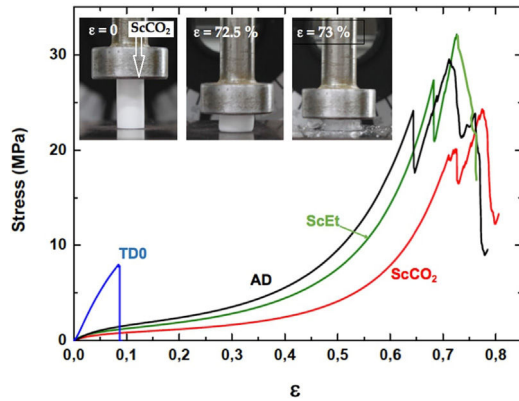 ε = 0
ScCO₂
ε = 72.5 %
ε = 73 %
30
20
10
0
Stress (MPa)
TD0
AD
ScEt
ScCO₂
0,0
0,1
0,2
0,3
0,4
0,5
0,6
0,7
0,8
ε